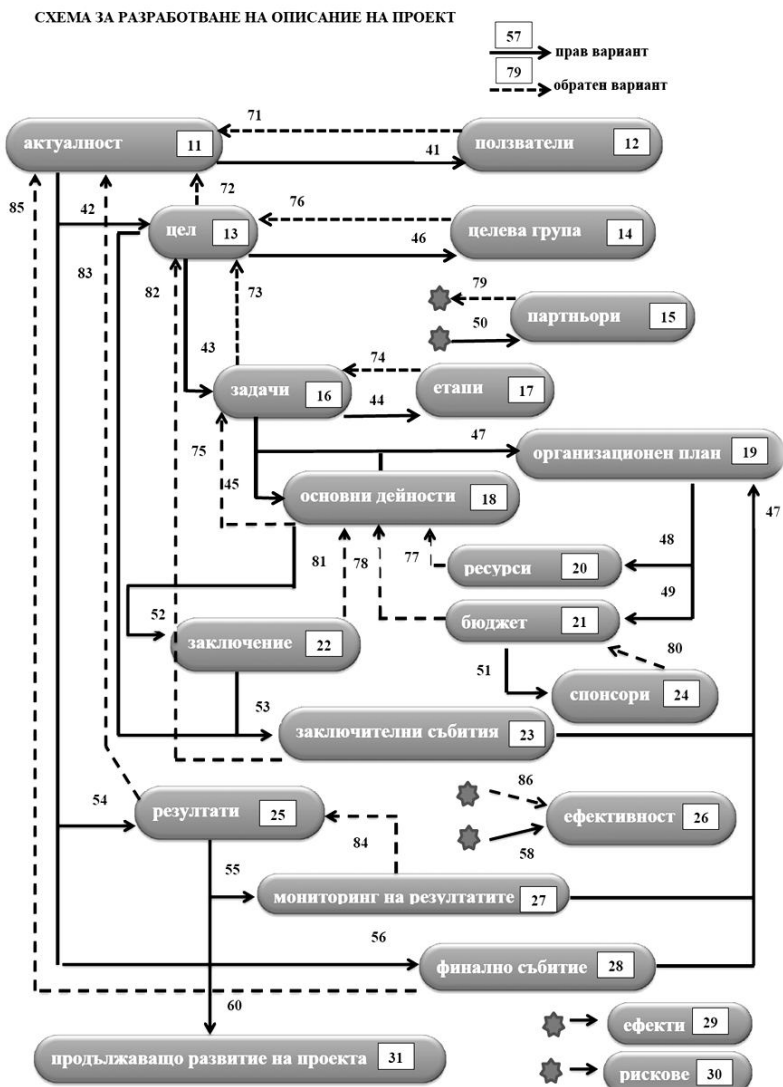 СХЕМА ЗА РАЗРАБОТВАНЕ НА ОПИСАНИЕ НА ПРОЕКТ
57
прав вариант
79
обратен вариант
71
актуалност 11
ползватели 12
41
85
42
72
76
цел 13
целева група 14
46
83
82
73
79
партньори 15
50
43
74
задачи 16
етапи 17
44
75
47
организационен план 19
45
основни дейности 18
47
48
81
78
77
ресурси 20
49
52
бюджет 21
заключение 22
80
51
спонсори 24
53
заключителни събития 23
86
54
резултати 25
ефективност 26
84
58
55
мониторинг на резултатите 27
56
финално събитие 28
60
ефекти 29
продължаващо развитие на проекта 31
рискове 30